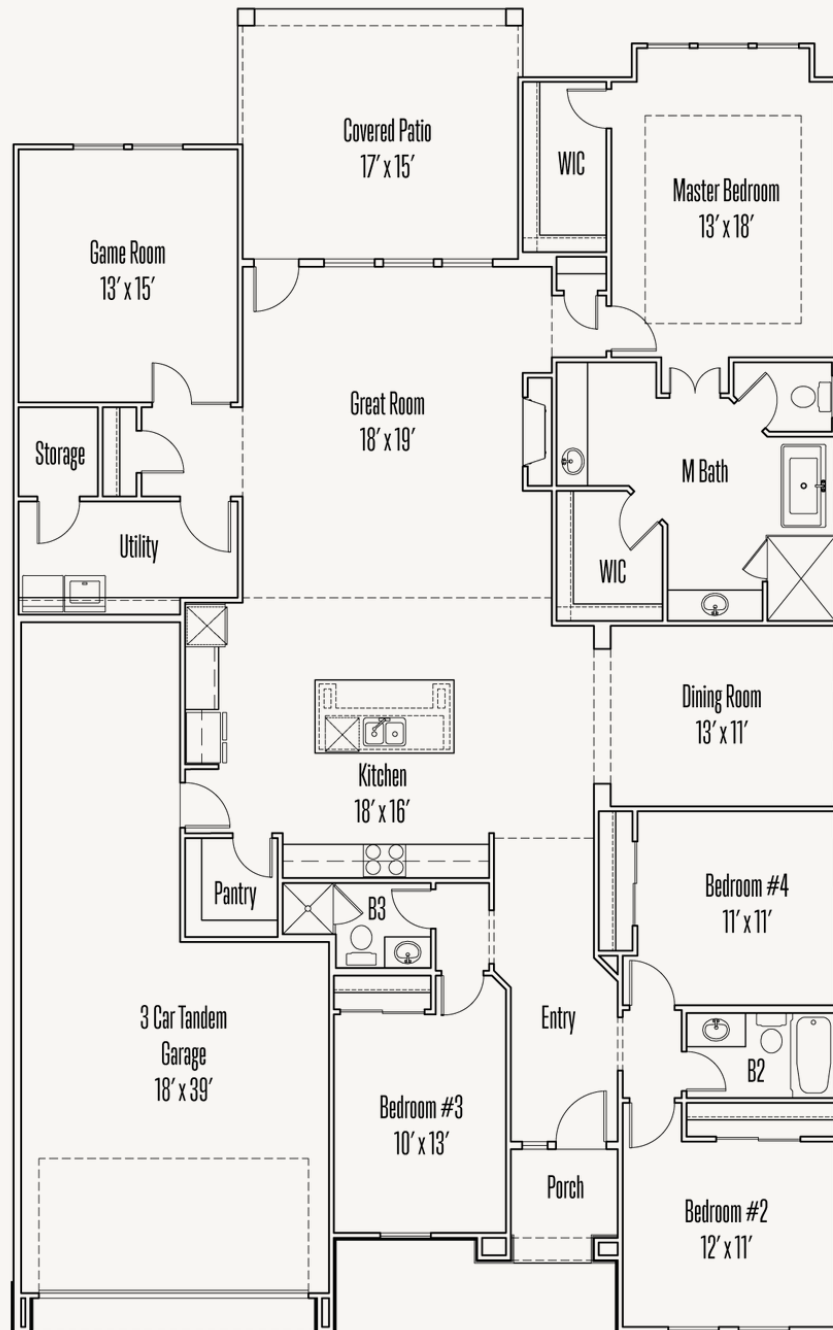 Covered Patio
17' x 15'
WIC
Master Bedroom
13' x 18'
Game Room
13' x 15'
Great Room
18' x 19'
Storage
M Bath
Utility
WIC
Dining Room
13' x 11'
Kitchen
18' x 16'
Pantry
B3
Bedroom #4
11' x 11'
3 Car Tandem
Garage
18' x 39'
Entry
B2
Bedroom #3
10' x 13'
Porch
Bedroom #2
12' x 11'